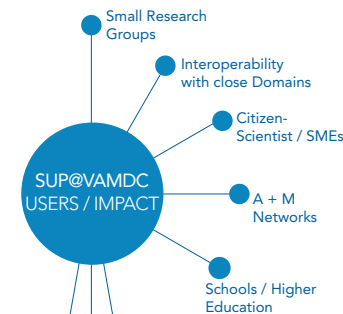 Small Research
Groups
Interoperability
with close Domains
Citizen-
Scientist / SMEs
SUP@VAMDC
USERS / IMPACT
A + M
Networks
Schools / Higher
Education